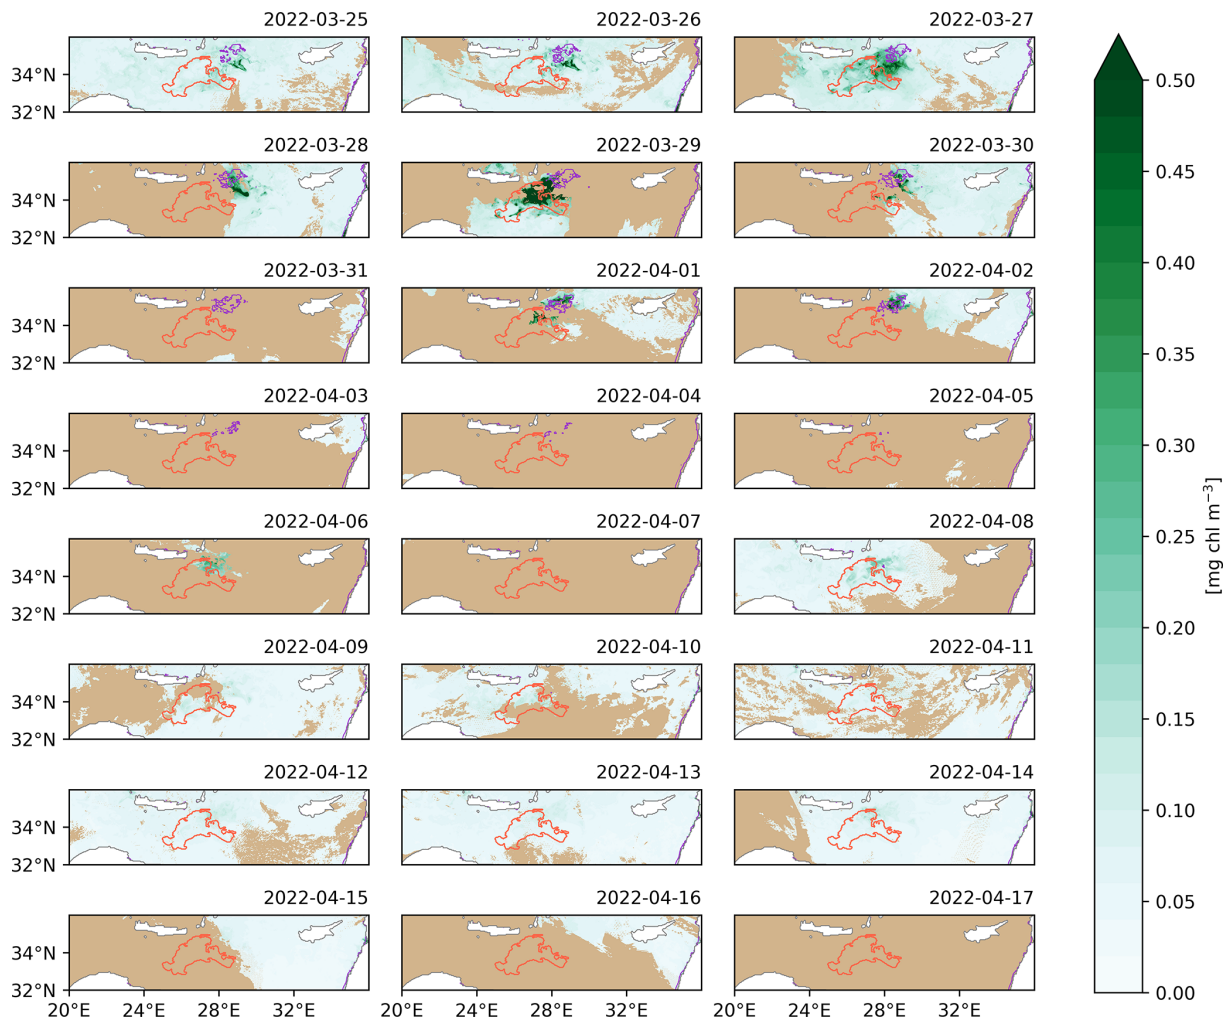 2022-03-25 2022-03-26 2022-03-27
34°N
32°N
0.50
2022-03-28 2022-03-29 2022-03-30
34°N
32°N
0.45
0.40
2022-03-31 2022-04-01 2022-04-02
34°N
32°N
0.35
2022-04-03 2022-04-04 2022-04-05
34°N
32°N
0.30
2022-04-06 2022-04-07 2022-04-08
34°N
32°N
0.25
[mg chl m⁻³]
0.20
2022-04-09 2022-04-10 2022-04-11
34°N
32°N
0.15
2022-04-12 2022-04-13 2022-04-14
34°N
32°N
0.10
0.05
2022-04-15 2022-04-16 2022-04-17
34°N
32°N
0.00
20°E 24°E 28°E 32°E 20°E 24°E 28°E 32°E 20°E 24°E 28°E 32°E